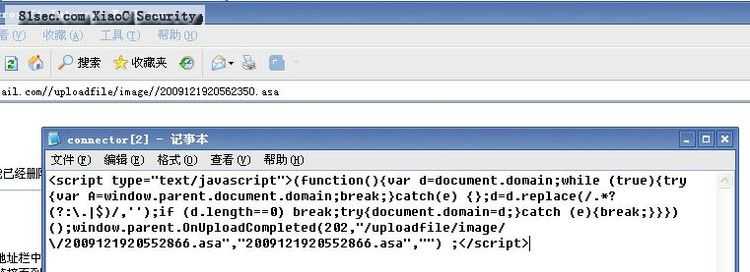 81sec.com XiaoC Security
看(V) 收藏(A) 工具(T) 帮助(H)
搜索 收藏夹
ail.com//uploadfile/image//2009121920562350.asa
connector[2] - 记事本
已经删
文件(F) 编辑(E) 格式(O) 查看(V) 帮助(H)
<script type="text/javascript">(function(){var d=document.domain;while (true){try
{var A=window.parent.document.domain;break;}catch(e) {};d=d.replace(/.*?
(?:\.|$)/,'');if (d.length==0) break;try{document.domain=d;}catch (e){break;}}})
();window.parent.OnUploadCompleted(202,"/uploadfile/image/
\/2009121920552866.asa","2009121920552866.asa","") ;</script>
地址栏中